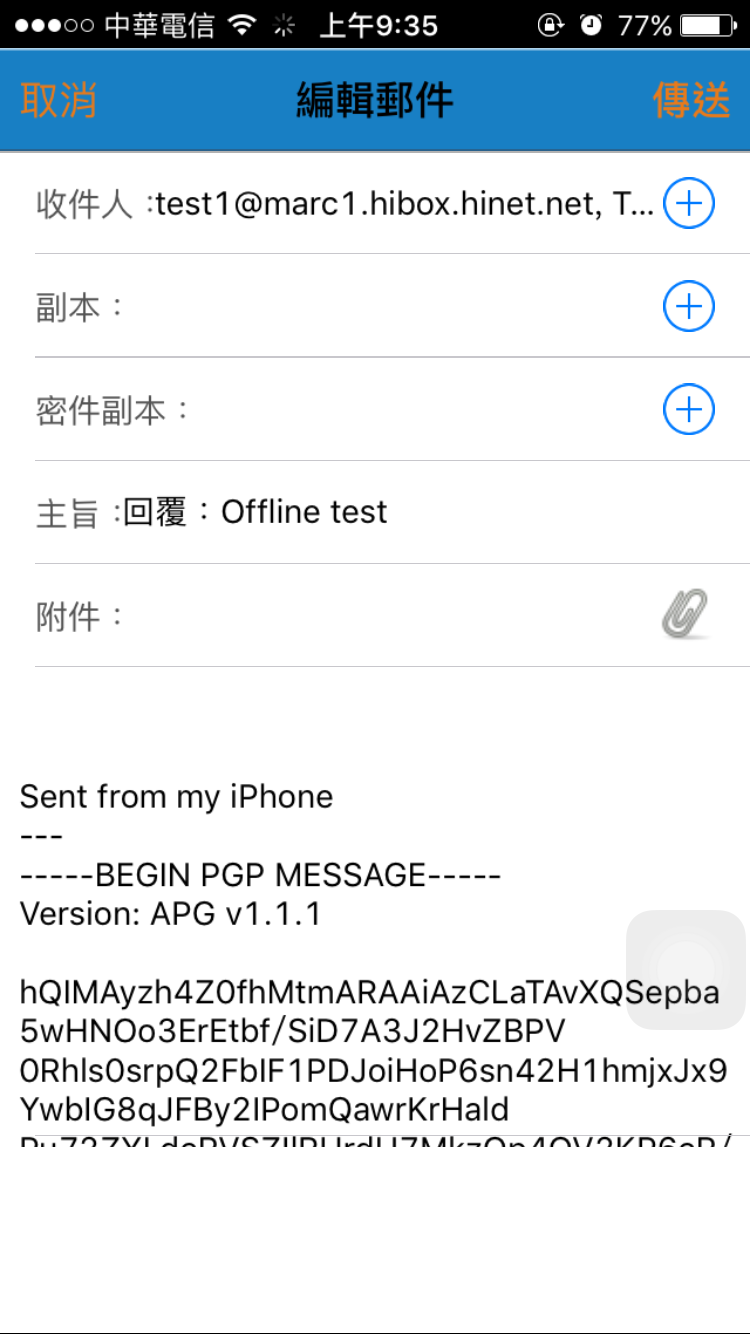 中華電信 上午9:35 77%
取消 編輯郵件 傳送
收件人 :test1@marc1.hibox.hinet.net, T...
副本：
密件副本：
主旨 :回覆：Offline test
附件：
Sent from my iPhone
---
-----BEGIN PGP MESSAGE-----
Version: APG v1.1.1
hQIMAyzh4Z0fhMtmARAAiAzCLaTAvXQSepba
5wHNOo3ErEtbf/SiD7A3J2HvZBPV
0Rhls0srpQ2FbIF1PDJoiHoP6sn42H1hmjxJx9
YwbIG8qJFBy2IPomQawrKrHald